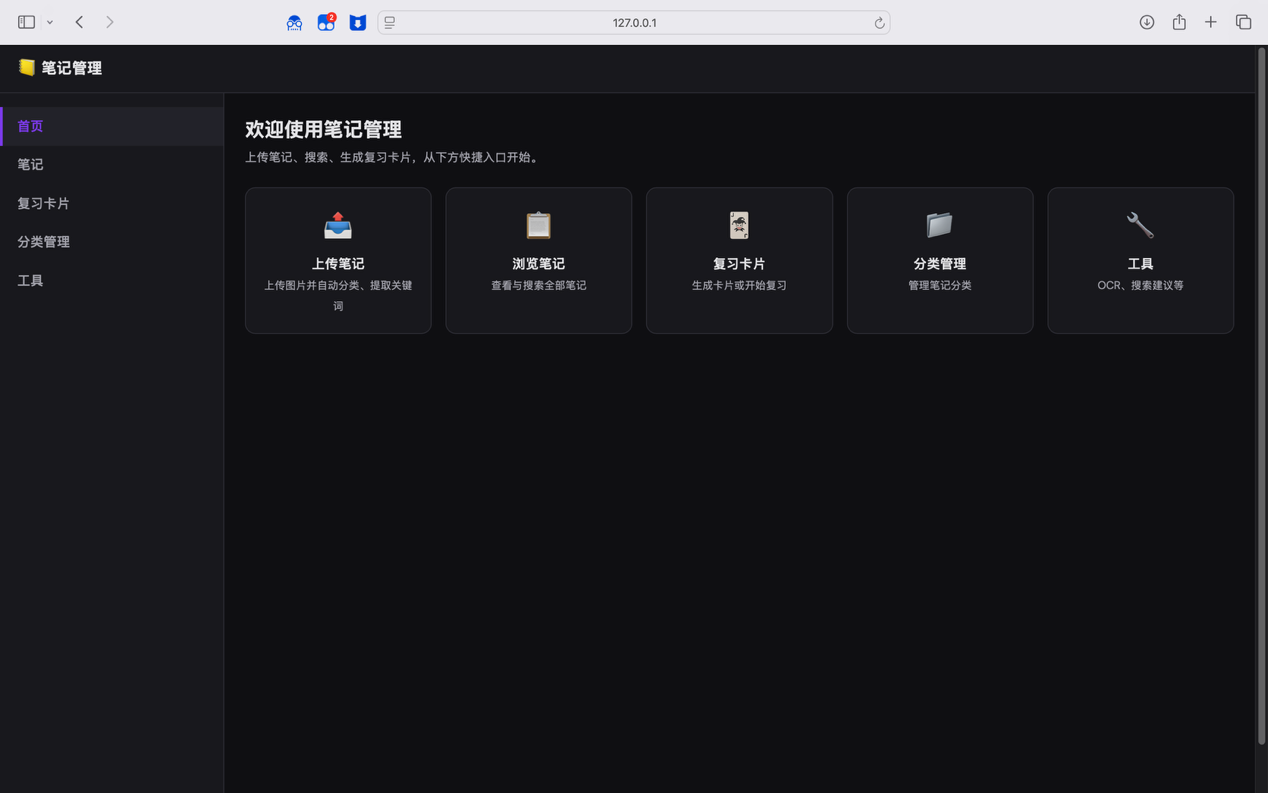 2
127.0.0.1
笔记管理
首页
笔记
复习卡片
分类管理
工具
欢迎使用笔记管理
上传笔记、搜索、生成复习卡片，从下方快捷入口开始。
上传笔记
上传图片并自动分类、提取关键
词
浏览笔记
查看与搜索全部笔记
复习卡片
生成卡片或开始复习
分类管理
管理笔记分类
工具
OCR、搜索建议等